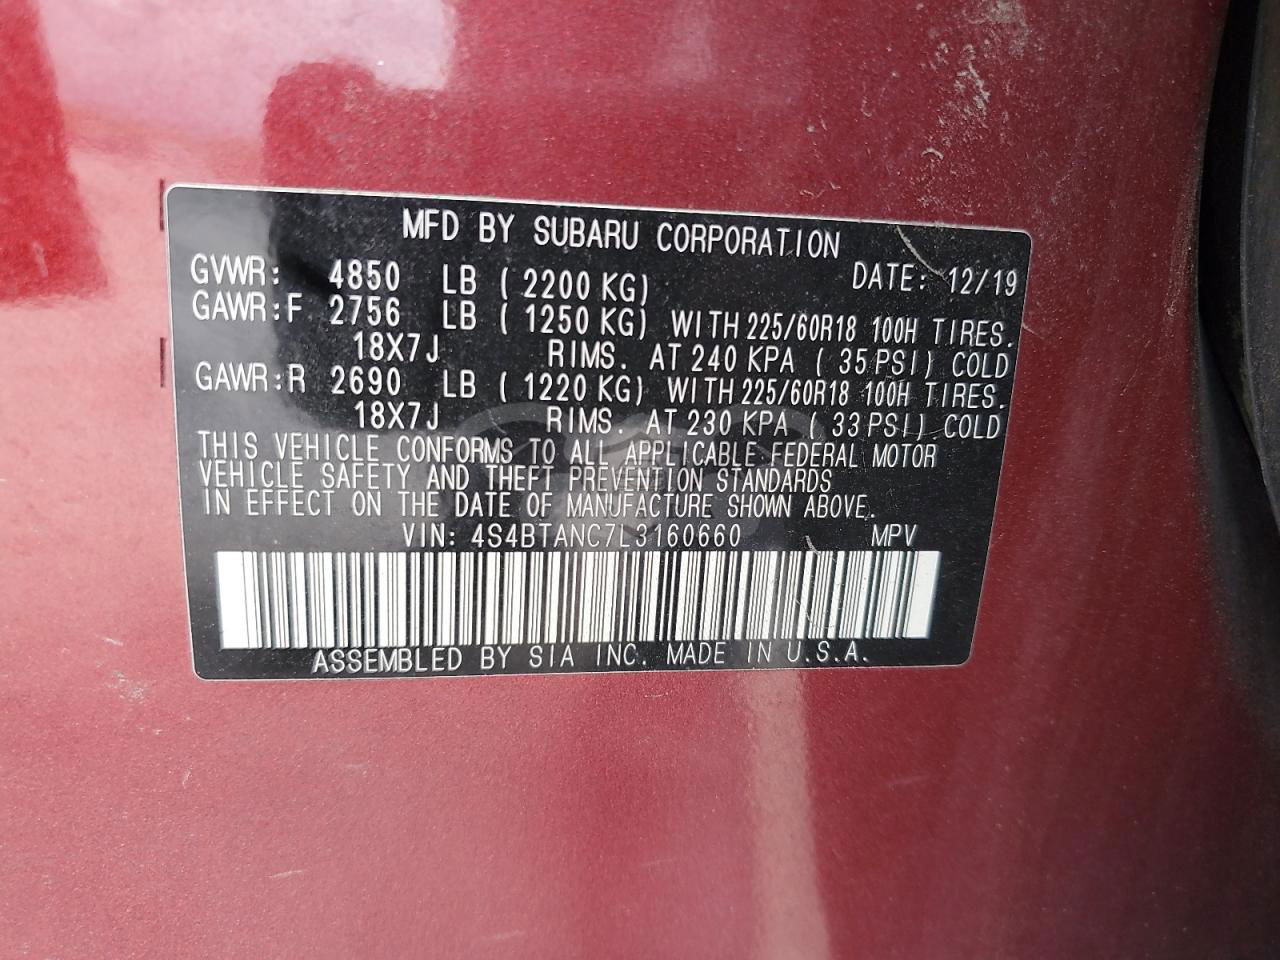 MFD BY SUBARU CORPORATION
GVWR: 4850 LB ( 2200 KG) DATE: 12/19
GAWR:F 2756 LB ( 1250 KG) WITH 225/60R18 100H TIRES.
18X7J RIMS. AT 240 KPA ( 35 PSI) COLD
GAWR:R 2690 LB ( 1220 KG) WITH 225/60R18 100H TIRES.
18X7J RIMS. AT 230 KPA ( 33 PSI) COLD
THIS VEHICLE CONFORMS TO ALL APPLICABLE FEDERAL MOTOR
VEHICLE SAFETY AND THEFT PREVENTION STANDARDS
IN EFFECT ON THE DATE OF MANUFACTURE SHOWN ABOVE.
VIN: 4S4BTANC7L3160660 MPV
ASSEMBLED BY SIA INC. MADE IN U.S.A.